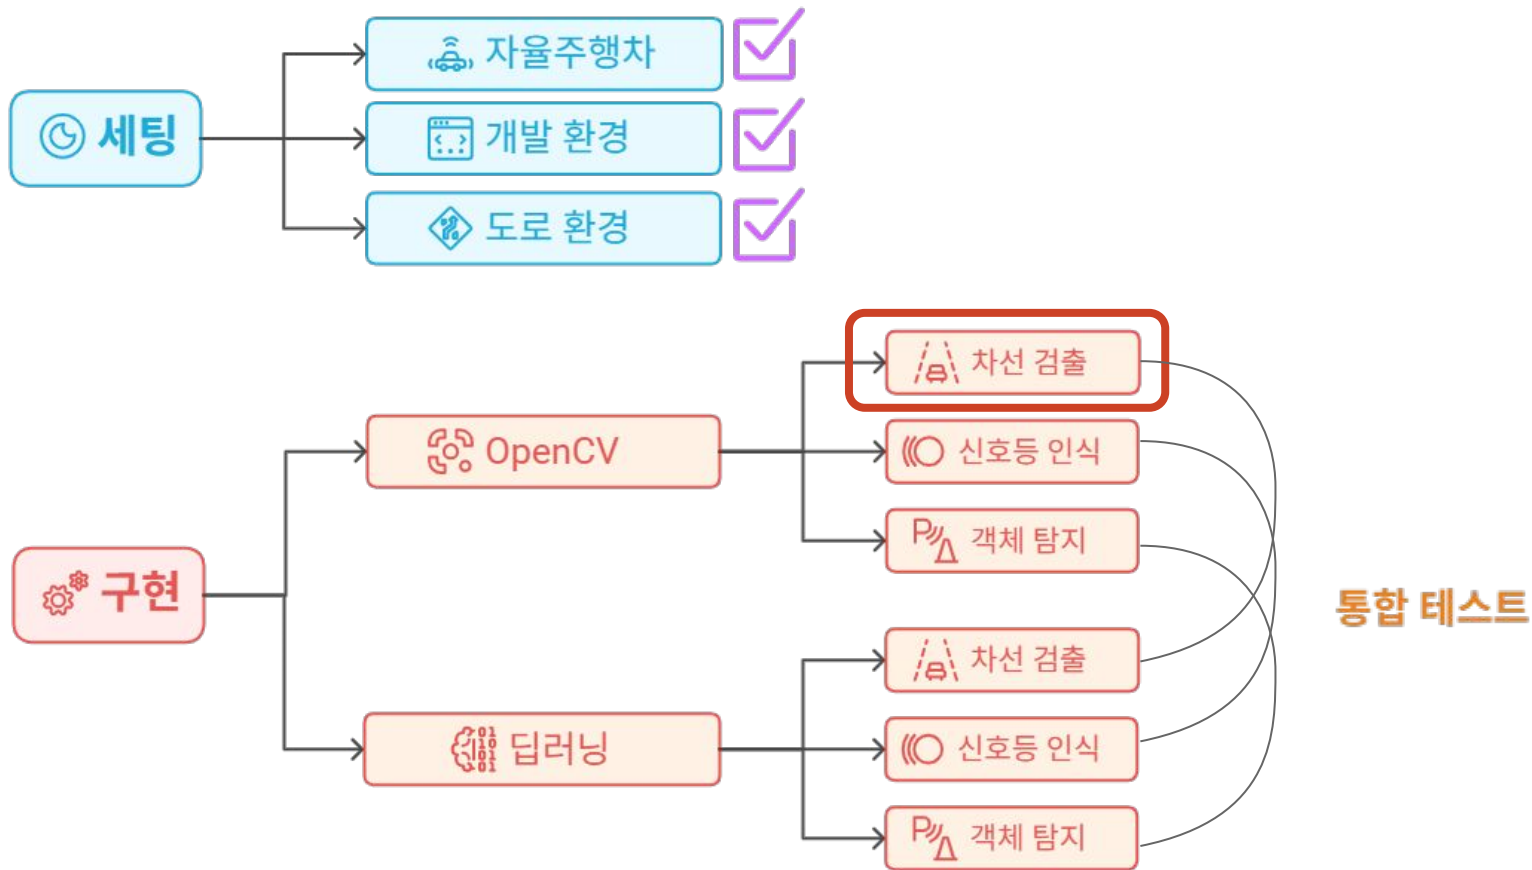 자율주행차
세팅
개발 환경
도로 환경
차선 검출
OpenCV
신호등 인식
객체 탐지
구현
통합 테스트
차선 검출
딥러닝
신호등 인식
객체 탐지